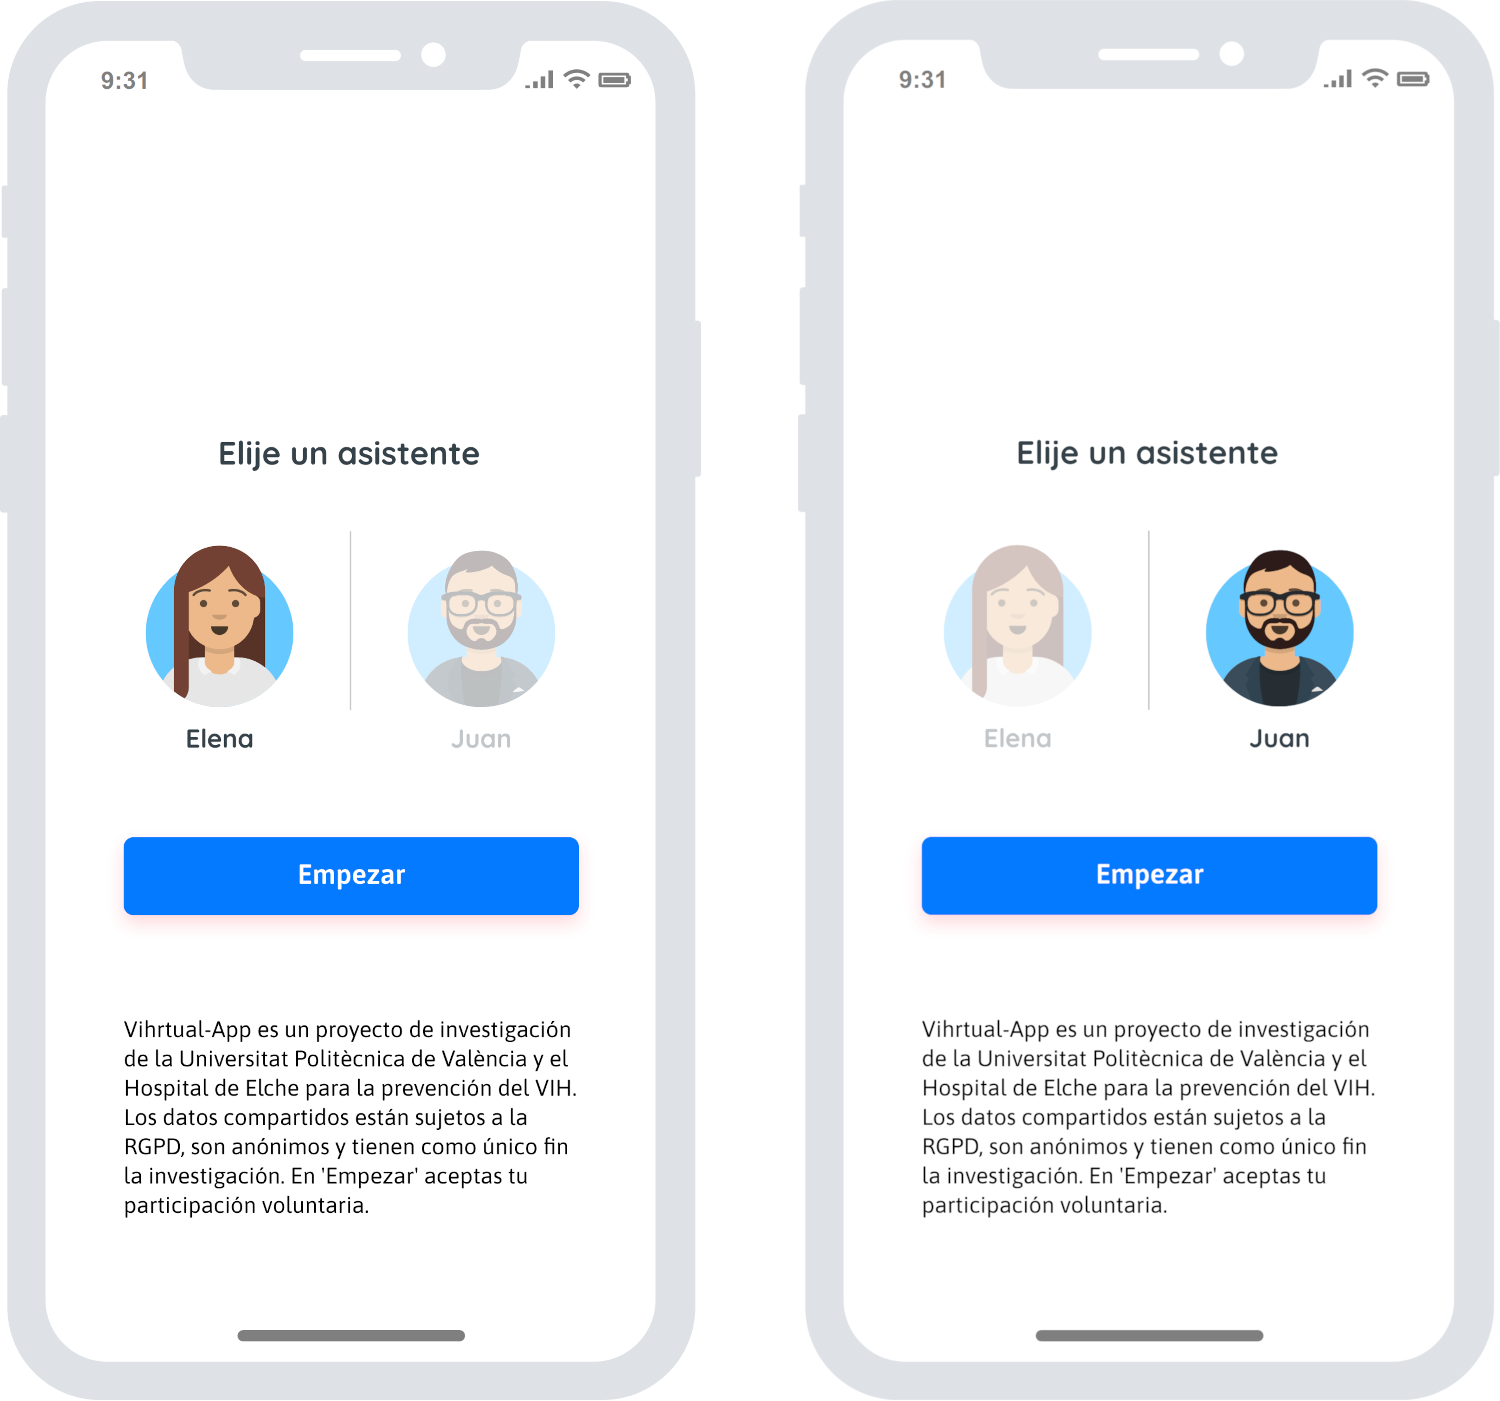 9:31
Elije un asistente
Elena
Juan
Empezar
Vihrtual-App es un proyecto de investigación
de la Universitat Politècnica de València y el
Hospital de Elche para la prevención del VIH.
Los datos compartidos están sujetos a la
RGPD, son anónimos y tienen como único fin
la investigación. En 'Empezar' aceptas tu
participación voluntaria.
9:31
Elije un asistente
Elena
Juan
Empezar
Vihrtual-App es un proyecto de investigación
de la Universitat Politècnica de València y el
Hospital de Elche para la prevención del VIH.
Los datos compartidos están sujetos a la
RGPD, son anónimos y tienen como único fin
la investigación. En 'Empezar' aceptas tu
participación voluntaria.